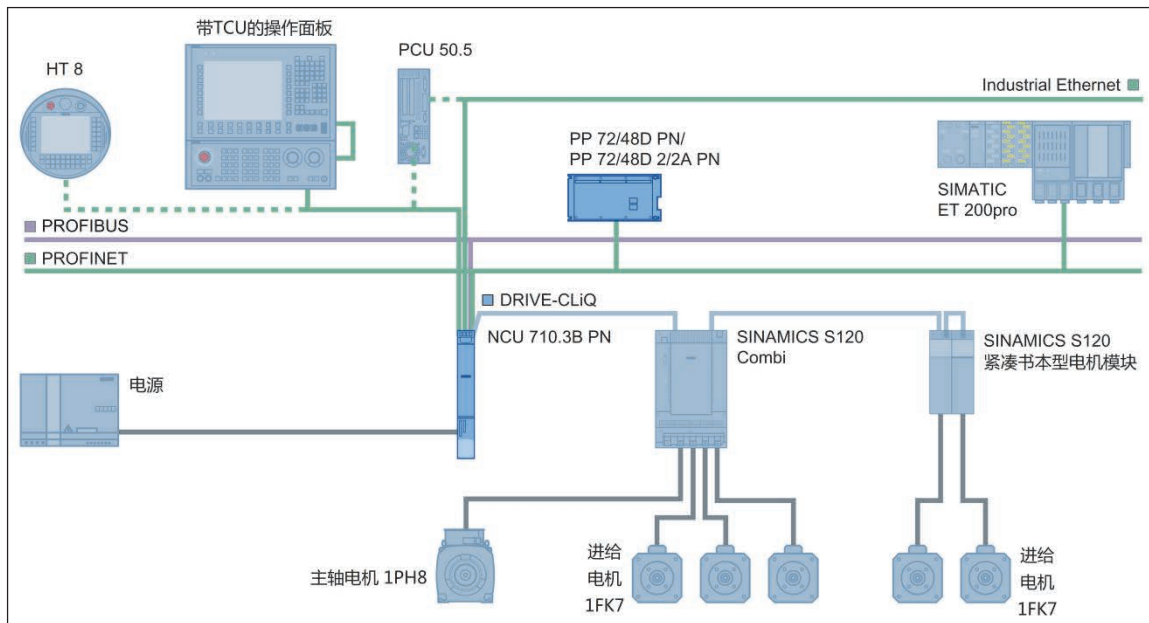 带TCU的操作面板
HT 8
PCU 50.5
Industrial Ethernet
PP 72/48D PN/
PP 72/48D 2/2A PN
SIMATIC
ET 200pro
PROFIBUS
PROFINET
DRIVE-CLiQ
NCU 710.3B PN
SINAMICS S120
Combi
SINAMICS S120
紧凑书本型电机模块
电源
主轴电机 1PH8
进给
电机
1FK7
进给
电机
1FK7